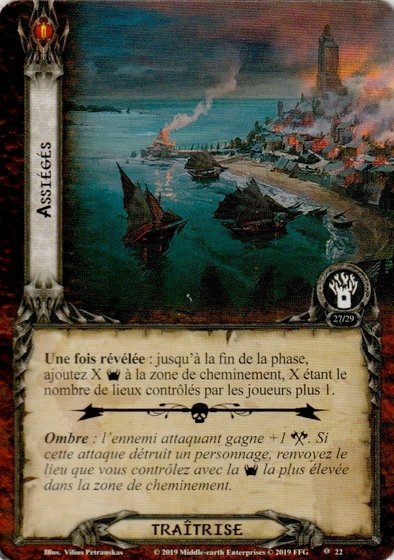 ASSIÉGÉS
27/29
Une fois révélée : jusqu'à la fin de la phase,
ajoutez X à la zone de cheminement, X étant le
nombre de lieux contrôlés par les joueurs plus 1.
Ombre : l'ennemi attaquant gagne +1. Si
cette attaque détruit un personnage, renvoyez le
lieu que vous contrôlez avec la la plus élevée
dans la zone de cheminement.
Illus. Vilius Petrauskas © 2019 Middle-earth Enterprises © 2019 FFG 22
TRAÎTRISE